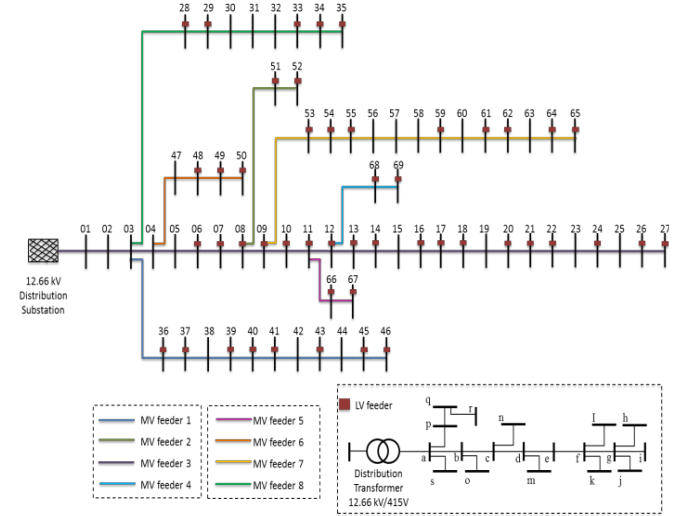 28 29 30 31 32 33 34 35
51 52
53 54 55 56 57 58 59 60 61 62 63 64 65
47 48 49 50
68 69
01 02 03 04 05 06 07 08 09 10 11 12 13 14 15 16 17 18 19 20 21 22 23 24 25 26 27
12.66 kV
Distribution
Substation
66 67
36 37 38 39 40 41 42 43 44 45 46
MV feeder 1
MV feeder 2
MV feeder 3
MV feeder 4
MV feeder 5
MV feeder 6
MV feeder 7
MV feeder 8
LV feeder
q
r
p
n
l
h
a
b
c
d
e
f
g
i
s
o
m
k
j
Distribution
Transformer
12.66 kV/415V